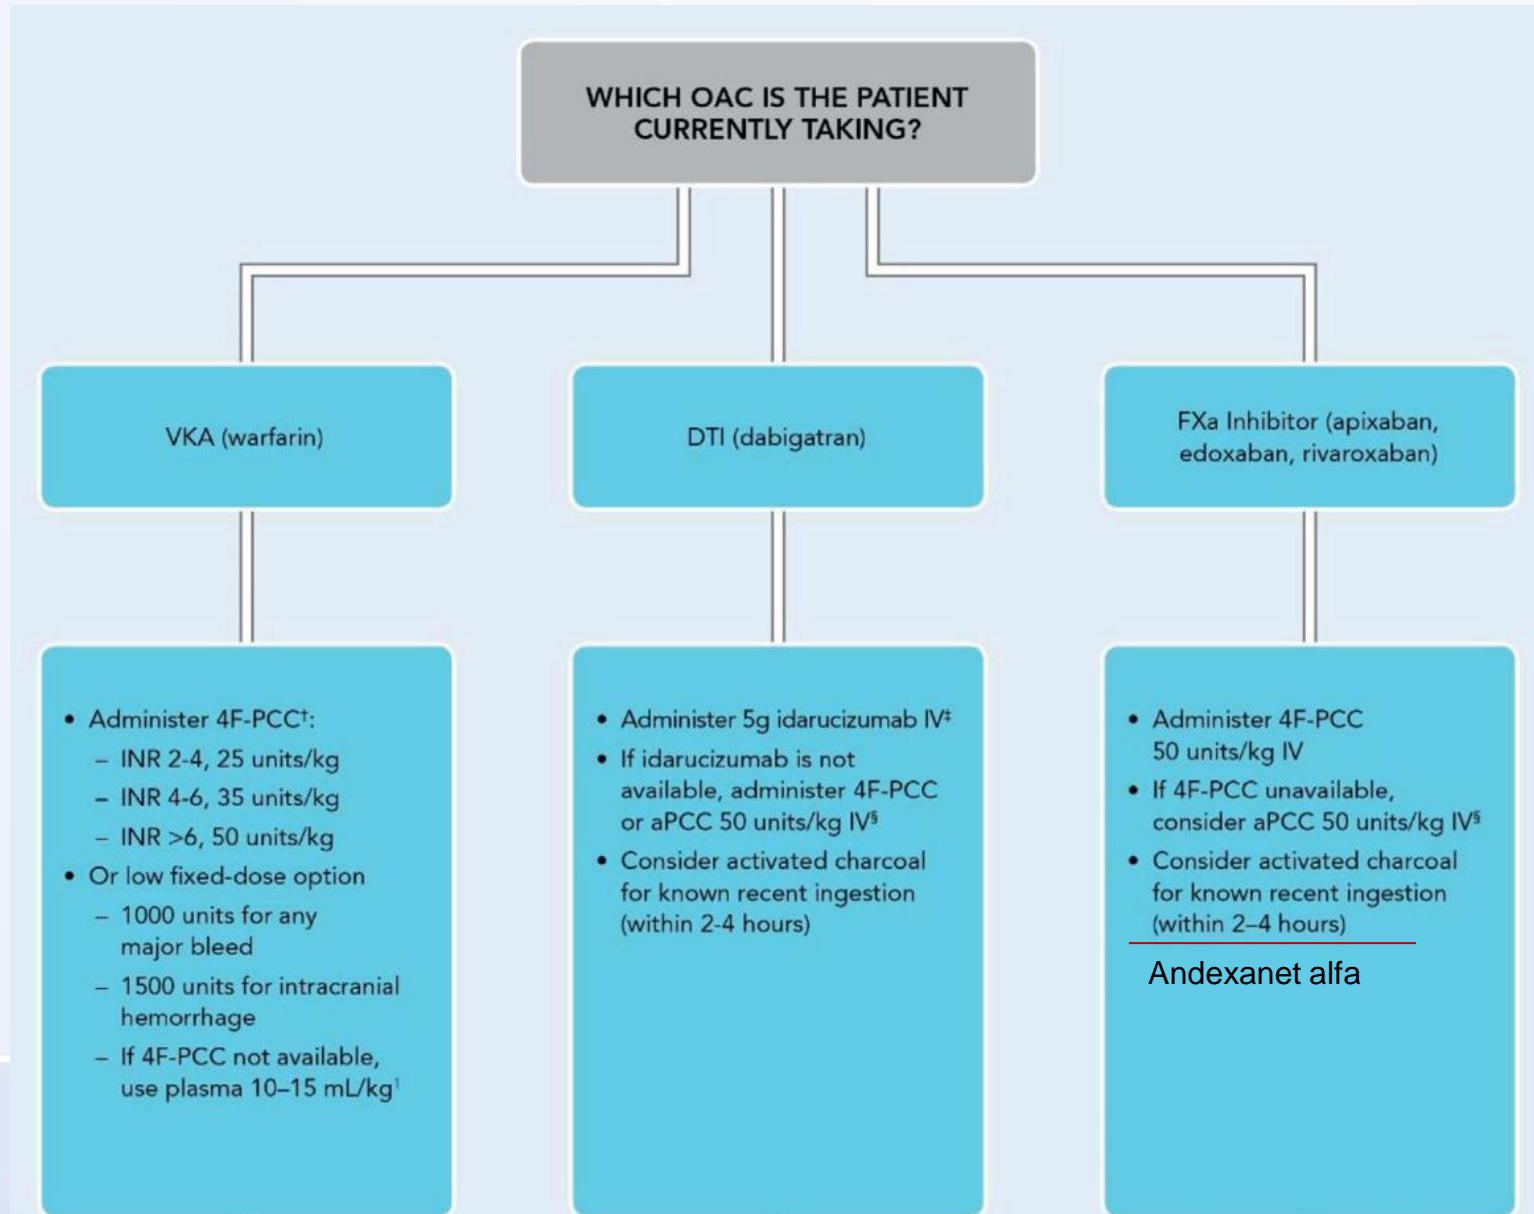 WHICH OAC IS THE PATIENT
CURRENTLY TAKING?
VKA (warfarin)
DTI (dabigatran)
FXa Inhibitor (apixaban,
edoxaban, rivaroxaban)
• Administer 4F-PCC†:
– INR 2-4, 25 units/kg
– INR 4-6, 35 units/kg
– INR >6, 50 units/kg
• Or low fixed-dose option
– 1000 units for any
major bleed
– 1500 units for intracranial
hemorrhage
– If 4F-PCC not available,
use plasma 10–15 mL/kg¹
• Administer 5g idarucizumab IV‡
• If idarucizumab is not
available, administer 4F-PCC
or aPCC 50 units/kg IV§
• Consider activated charcoal
for known recent ingestion
(within 2-4 hours)
• Administer 4F-PCC
50 units/kg IV
• If 4F-PCC unavailable,
consider aPCC 50 units/kg IV§
• Consider activated charcoal
for known recent ingestion
(within 2–4 hours)
Andexanet alfa